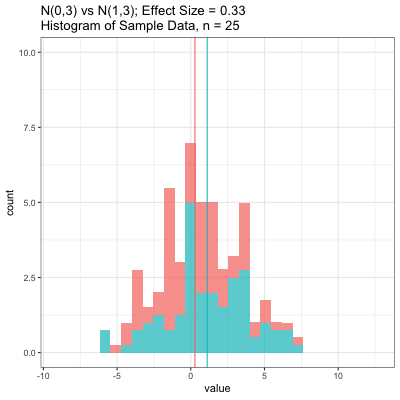 N(0,3) vs N(1,3); Effect Size = 0.33
Histogram of Sample Data, n = 25
10.0
7.5
5.0
2.5
0.0
count
-10 -5 0 5 10
value